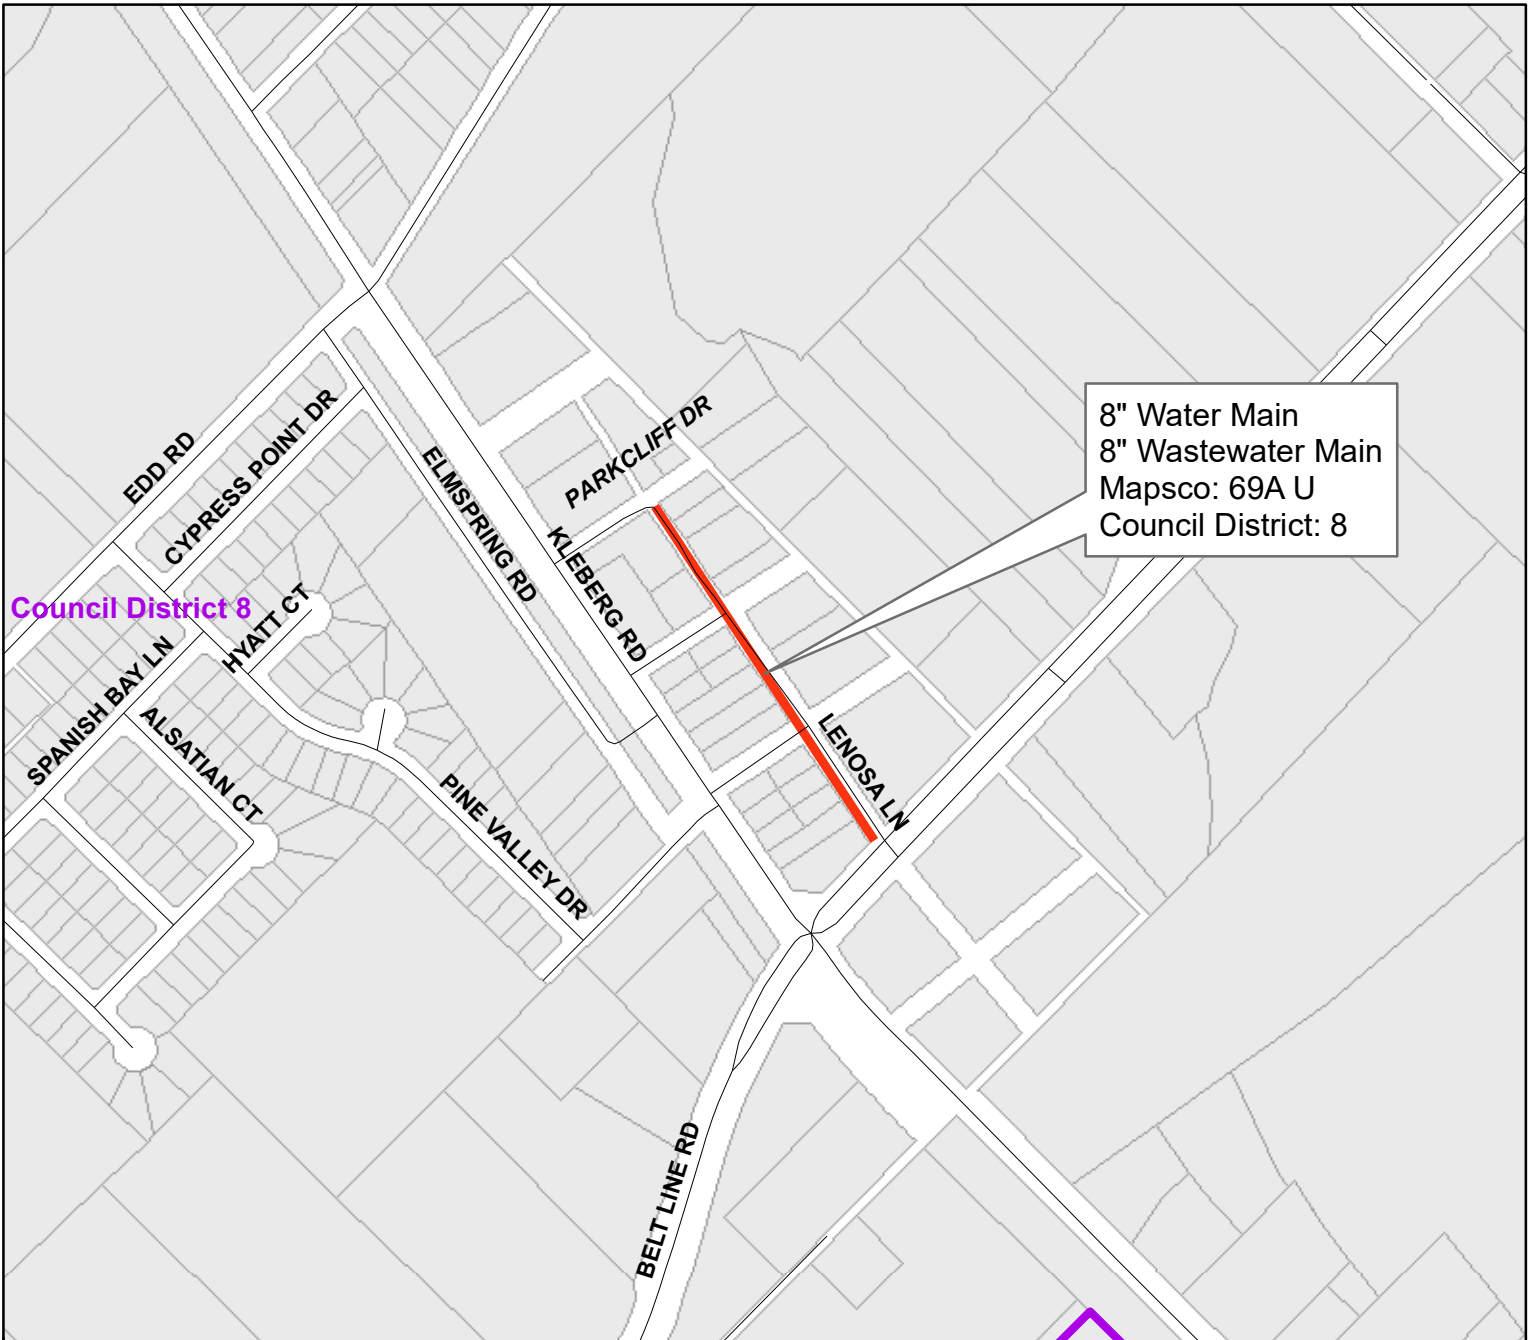 PARKCLIFF DR
8" Water Main
8" Wastewater Main
Mapsco: 69A U
Council District: 8
EDD RD
CYPRESS POINT DR
ELMSPRING RD
KLEBERG RD
Council District 8
HYATT CT
SPANISH BAY LN
ALSATIAN CT
LENOSA LN
PINE VALLEY DR
BELT LINE RD